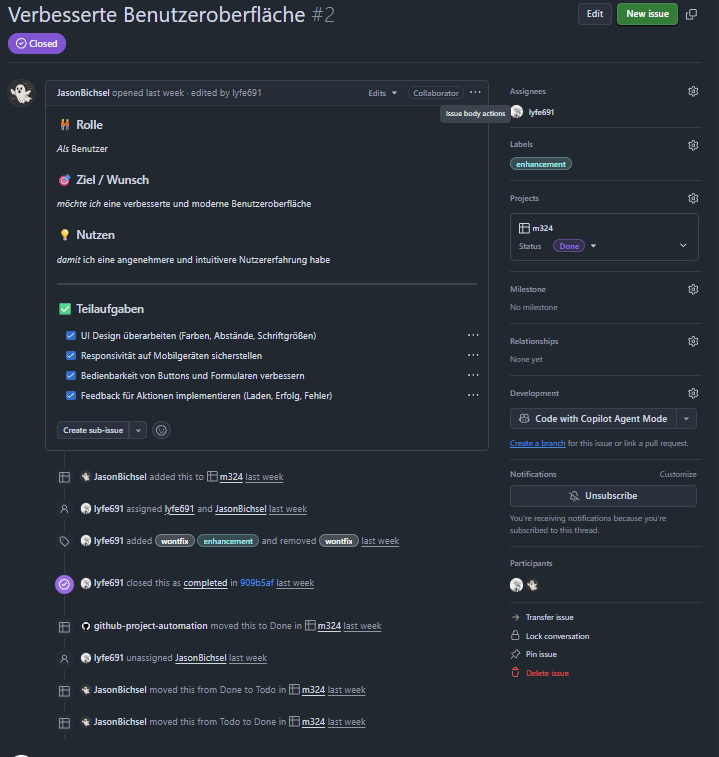 Verbesserte Benutzeroberfläche #2
Edit
New issue
Closed
JasonBichsel opened last week · edited by lyfe691
Edits
Collaborator
Issue body actions
Rolle
Als Benutzer
Ziel / Wunsch
möchte ich eine verbesserte und moderne Benutzeroberfläche
Nutzen
damit ich eine angenehmere und intuitivere Nutzererfahrung habe
Teilaufgaben
UI Design überarbeiten (Farben, Abstände, Schriftgrößen)
Responsivität auf Mobilgeräten sicherstellen
Bedienbarkeit von Buttons und Formularen verbessern
Feedback für Aktionen implementieren (Laden, Erfolg, Fehler)
Create sub-issue
JasonBichsel added this to m324 last week
lyfe691 assigned lyfe691 and JasonBichsel last week
lyfe691 added wontfix enhancement and removed wontfix last week
lyfe691 closed this as completed in 909b5af last week
github-project-automation moved this to Done in m324 last week
lyfe691 unassigned JasonBichsel last week
JasonBichsel moved this from Done to Todo in m324 last week
JasonBichsel moved this from Todo to Done in m324 last week
Assignees
lyfe691
Labels
enhancement
Projects
m324
Status Done
Milestone
No milestone
Relationships
None yet
Development
Code with Copilot Agent Mode
Create a branch for this issue or link a pull request.
Notifications
Customize
Unsubscribe
You're receiving notifications because you're
subscribed to this thread.
Participants
Transfer issue
Lock conversation
Pin issue
Delete issue